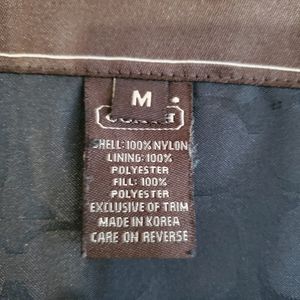 M
SHELL: 100% NYLON
LINING: 100%
POLYESTER
FILL: 100%
POLYESTER
EXCLUSIVE OF TRIM
MADE IN KOREA
CARE ON REVERSE